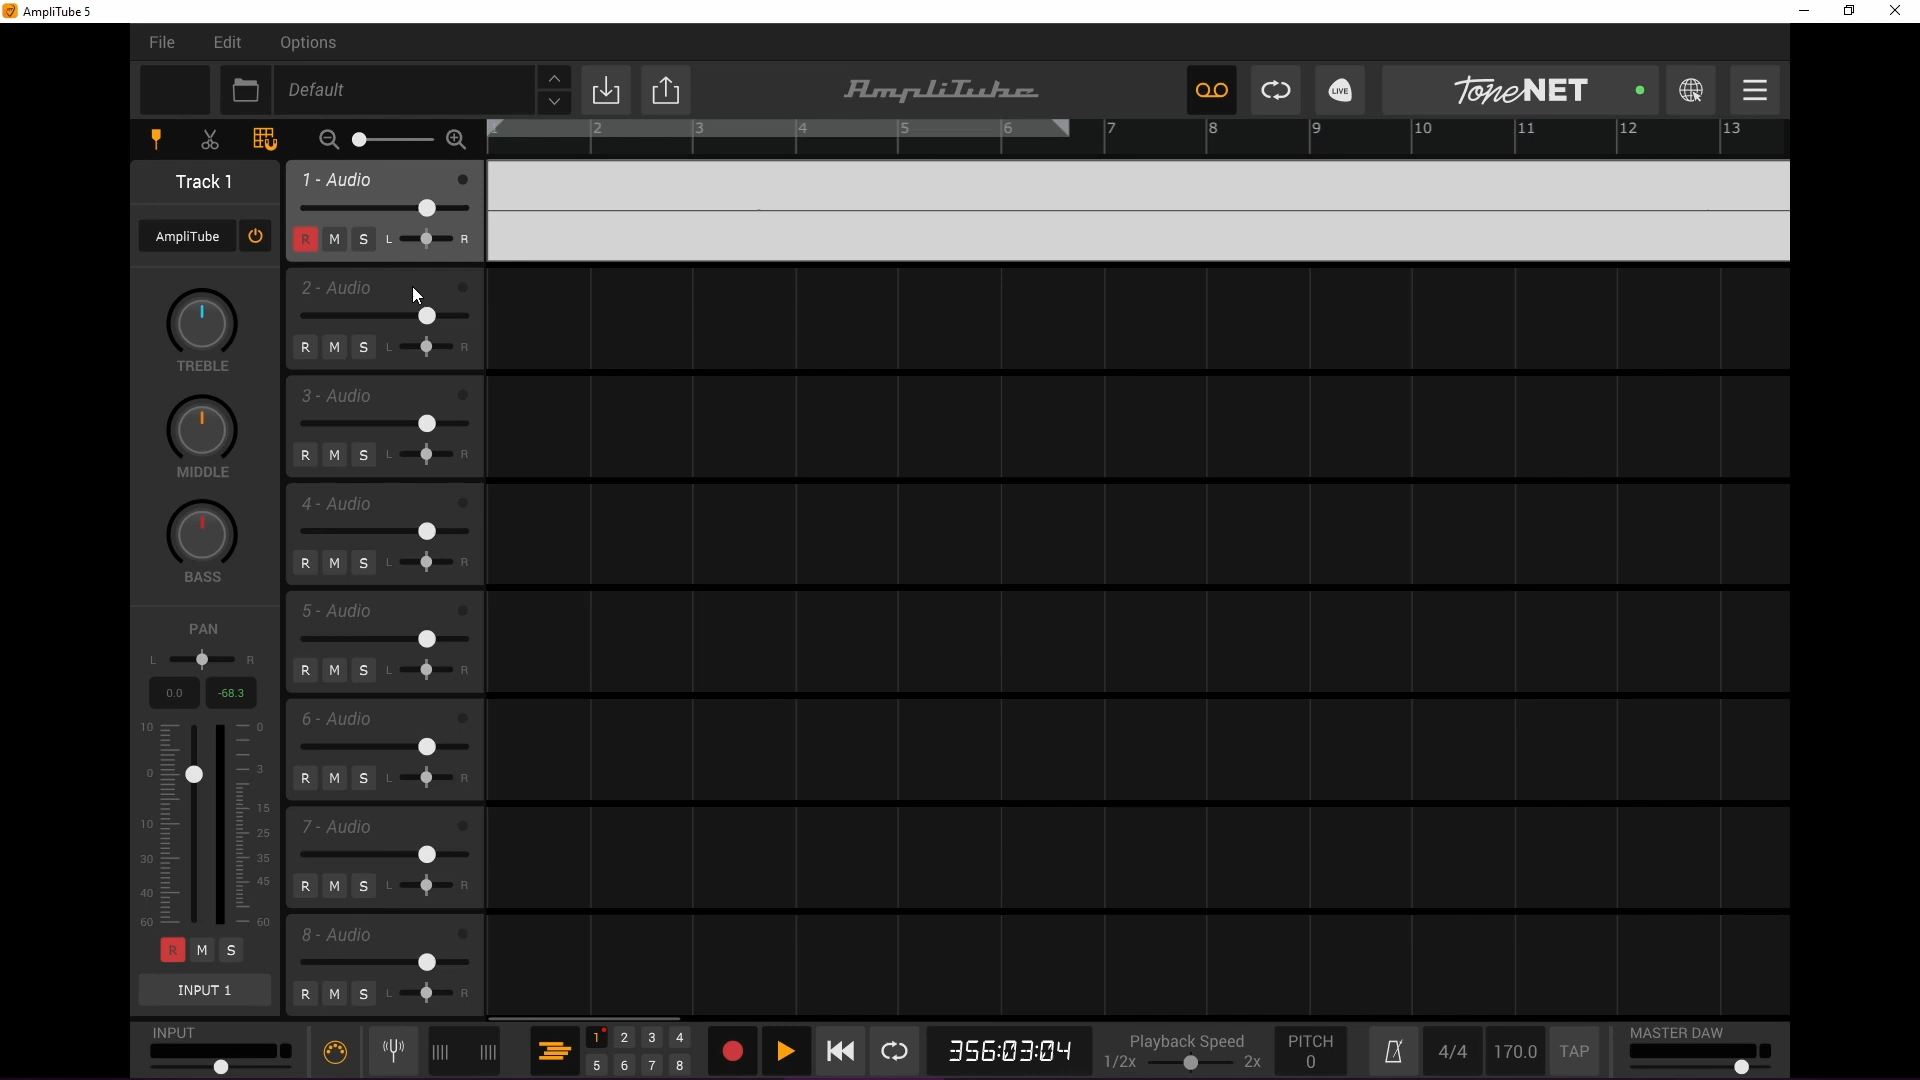 AmpliTube 5
File Edit Options
Default AmpliTube LIVE ToneNET
1 2 3 4 5 6 7 8 9 10 11 12 13
Track 1
AmpliTube
TREBLE
MIDDLE
BASS
PAN
L R
0.0 -68.3
10 0
0 3
10 15
25
30 35
40 45
60 60
R M S
INPUT 1
1 - Audio
R M S L R
2 - Audio
R M S L R
3 - Audio
R M S L R
4 - Audio
R M S L R
5 - Audio
R M S L R
6 - Audio
R M S L R
7 - Audio
R M S L R
8 - Audio
R M S L R
INPUT
1 2 3 4
5 6 7 8
356:03:04
Playback Speed
1/2x 2x
PITCH
0
4/4 170.0 TAP
MASTER DAW